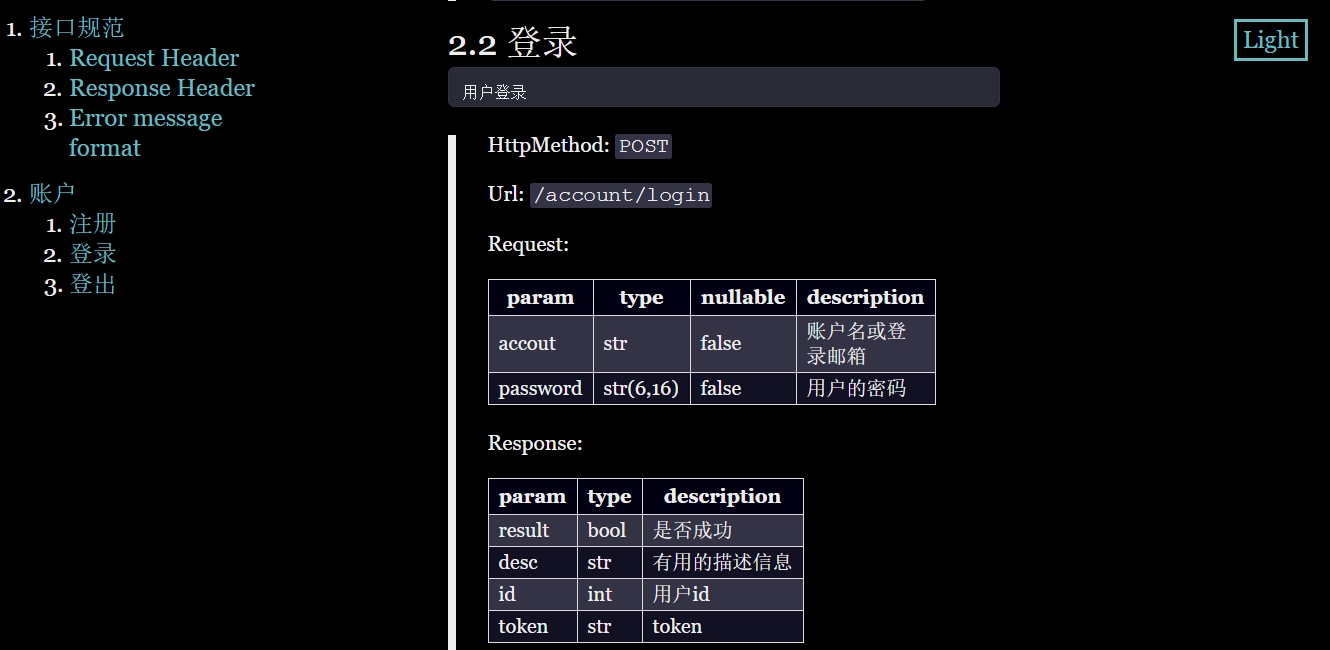 1. 接口规范
1. Request Header
2. Response Header
3. Error message
format
2. 账户
1. 注册
2. 登录
3. 登出
2.2 登录
Light
用户登录
HttpMethod: POST
Url: /account/login
Request:
param type nullable description
accout str false 账户名或登
录邮箱
password str(6,16) false 用户的密码
Response:
param type description
result bool 是否成功
desc str 有用的描述信息
id int 用户id
token str token